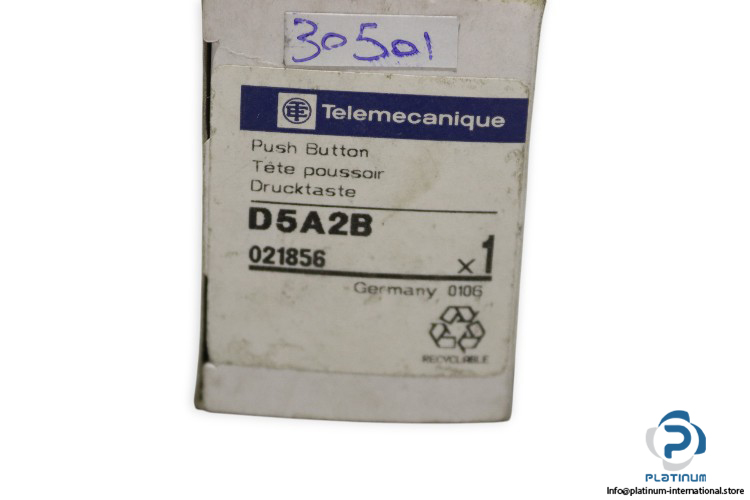 30501
Telemecanique
Push Button
Tête poussoir
Drucktaste
D5A2B
021856
x1
Germany 0106
RECYCLABLE
PLATINUM
Info@platinum-international.store